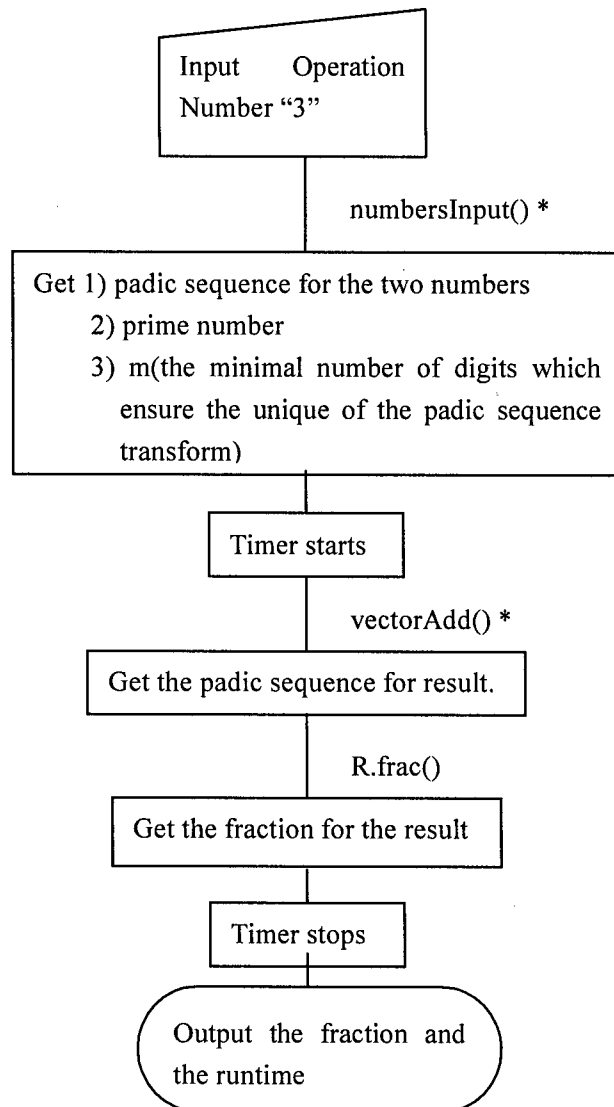 Input Operation
Number “3”
numbersInput() *
Get 1) padic sequence for the two numbers
2) prime number
3) m(the minimal number of digits which
ensure the unique of the padic sequence
transform)
Timer starts
vectorAdd() *
Get the padic sequence for result.
R.frac()
Get the fraction for the result
Timer stops
Output the fraction and
the runtime